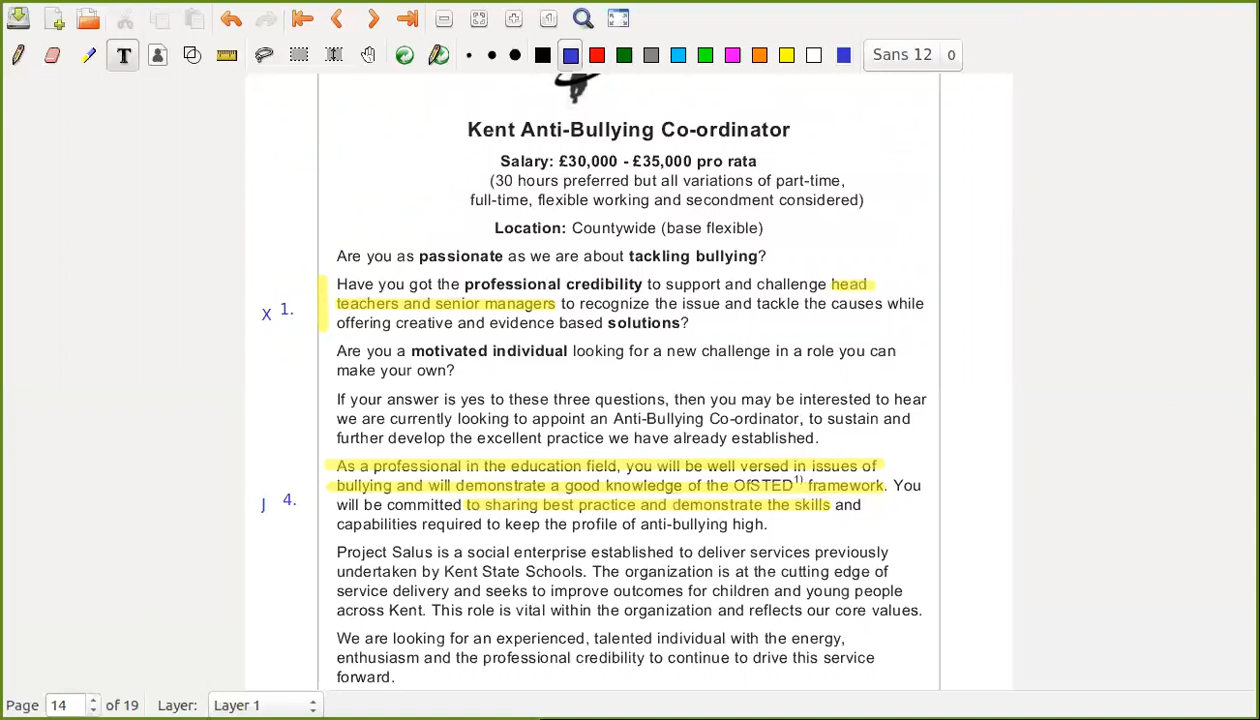 T
Sans 12 0
Kent Anti-Bullying Co-ordinator
Salary: £30,000 - £35,000 pro rata
(30 hours preferred but all variations of part-time,
full-time, flexible working and secondment considered)
Location: Countywide (base flexible)
Are you as passionate as we are about tackling bullying?
Have you got the professional credibility to support and challenge head
X 1.
teachers and senior managers to recognize the issue and tackle the causes while
offering creative and evidence based solutions?
Are you a motivated individual looking for a new challenge in a role you can
make your own?
If your answer is yes to these three questions, then you may be interested to hear
we are currently looking to appoint an Anti-Bullying Co-ordinator, to sustain and
further develop the excellent practice we have already established.
As a professional in the education field, you will be well versed in issues of
bullying and will demonstrate a good knowledge of the OfSTED1) framework. You
J 4.
will be committed to sharing best practice and demonstrate the skills and
capabilities required to keep the profile of anti-bullying high.
Project Salus is a social enterprise established to deliver services previously
undertaken by Kent State Schools. The organization is at the cutting edge of
service delivery and seeks to improve outcomes for children and young people
across Kent. This role is vital within the organization and reflects our core values.
We are looking for an experienced, talented individual with the energy,
enthusiasm and the professional credibility to continue to drive this service
forward.
Page 14 of 19 Layer: Layer 1